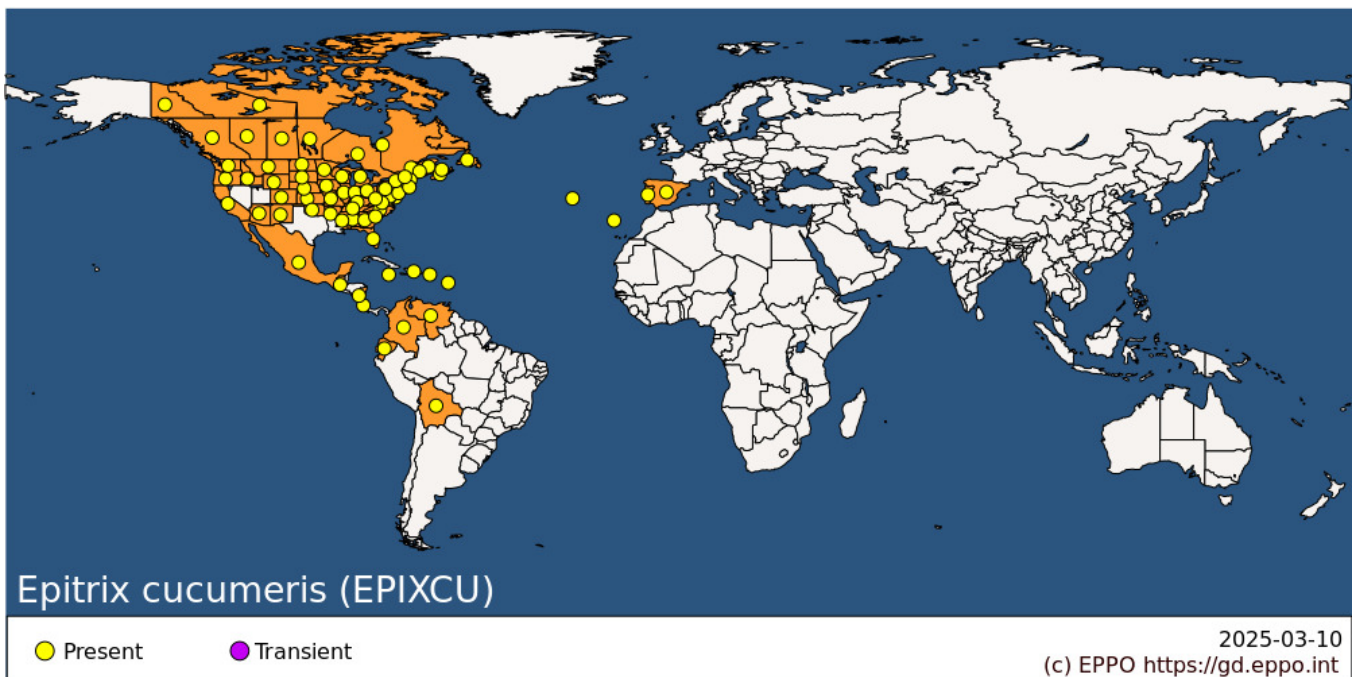 Epitrix cucumeris (EPIXCU)
Present
Transient
2025-03-10
(c) EPPO https://gd.eppo.int